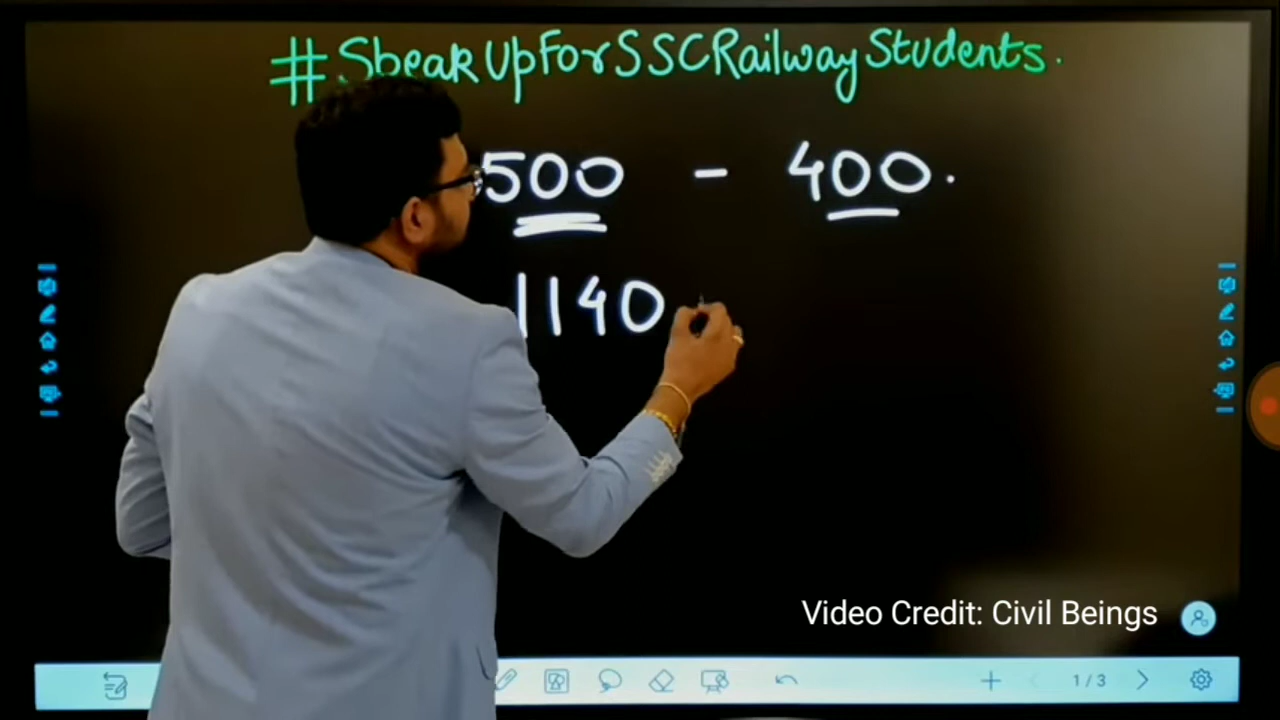 #SpeakUpForSSCRailwayStudents.
500 - 400.
1140
Video Credit: Civil Beings
1/3